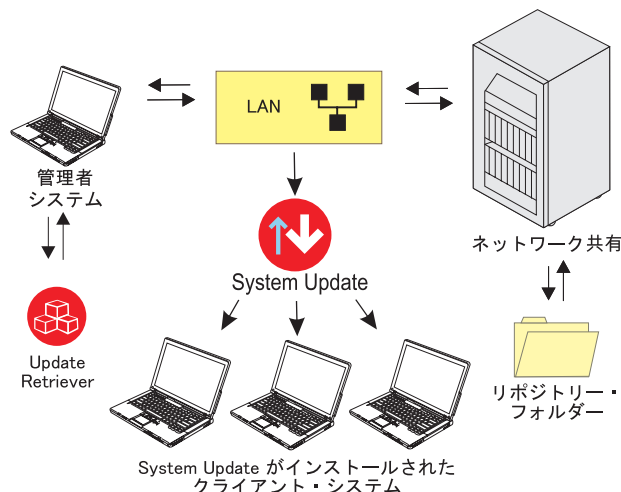 LAN
管理者
システム
ネットワーク共有
System Update
Update
Retriever
リポジトリー・
フォルダー
System Update がインストールされた
クライアント・システム